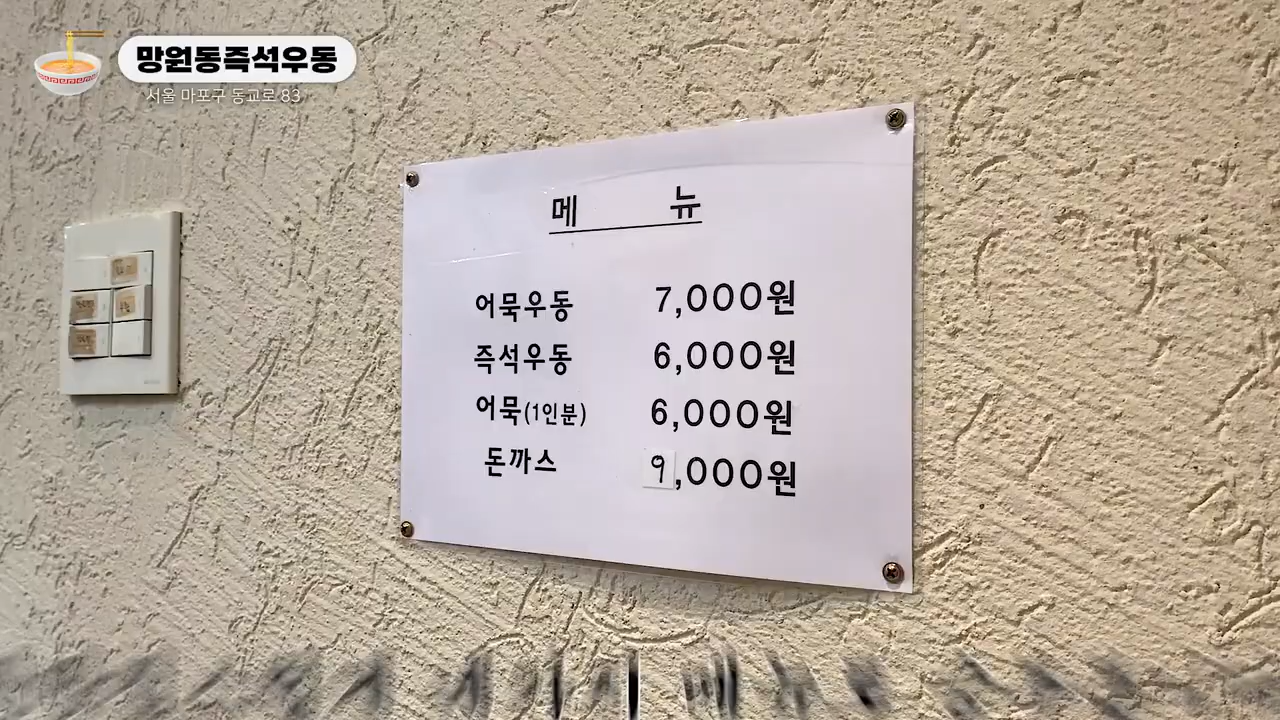 망원동즉석우동
서울 마포구 동교로 83
메 뉴
어묵우동 7,000원
즉석우동 6,000원
어묵(1인분) 6,000원
돈까스 9,000원